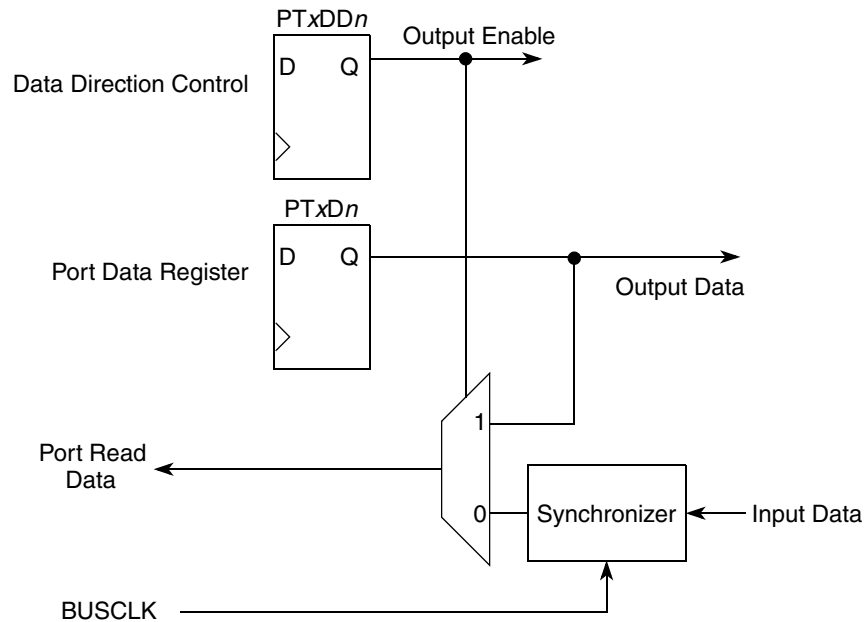 PTxDDn
Output Enable
D Q
Data Direction Control
PTxDn
D Q
Port Data Register
Output Data
1
Port Read
Data
0
Synchronizer
Input Data
BUSCLK